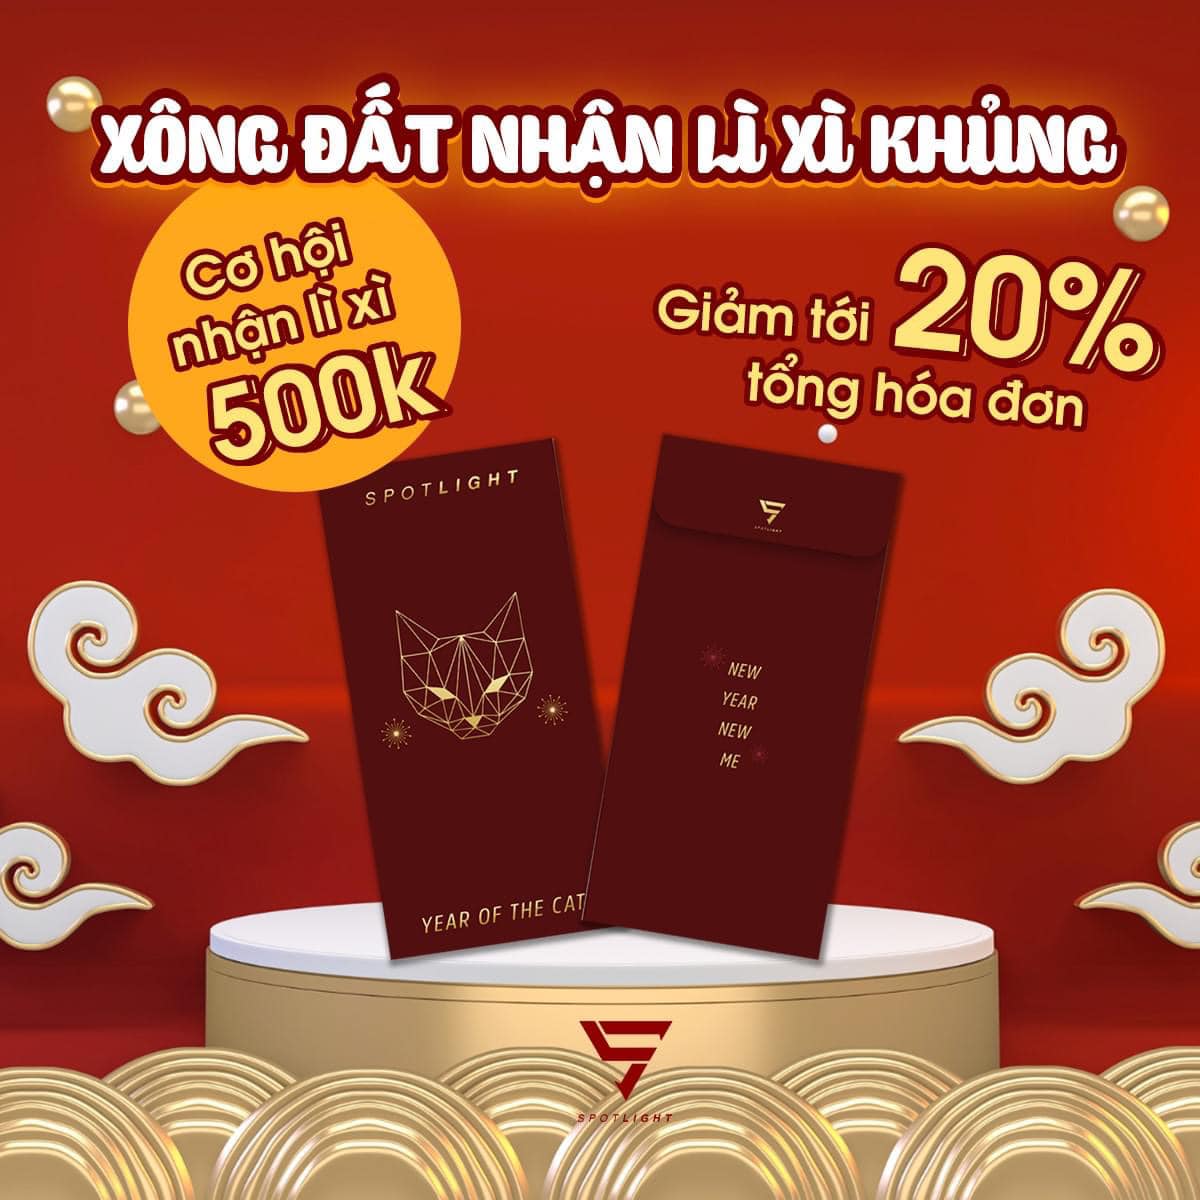 XÔNG ĐẤT NHẬN LÌ XÌ KHỦNG
Cơ hội
nhận lì xì
500k
Giảm tới 20%
tổng hóa đơn
SPOTLIGHT
YEAR OF THE CAT
SPOTLIGHT
NEW
YEAR
NEW
ME
SPOTLIGHT